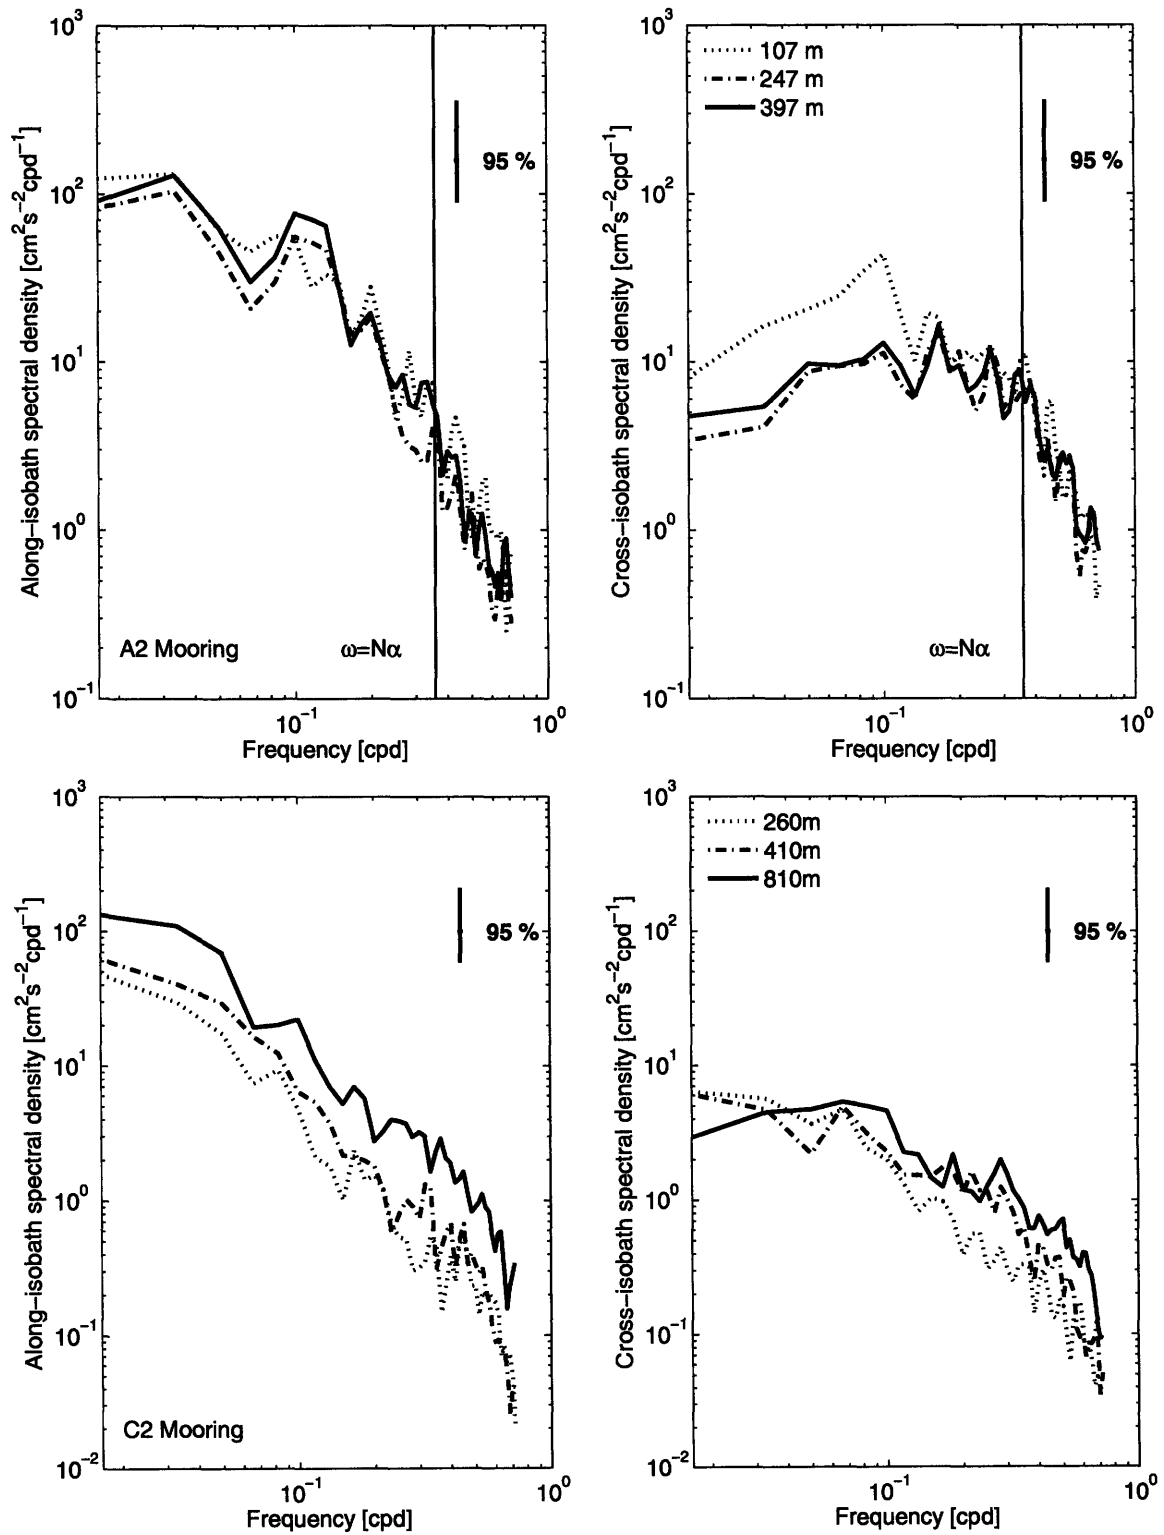 10³
10²
10¹
10⁰
10⁻¹
Along-isobath spectral density [cm²s⁻²cpd⁻¹]
95 %
A2 Mooring
ω=Nα
10⁻¹
10⁰
Frequency [cpd]
10³
10²
10¹
10⁰
10⁻¹
Cross-isobath spectral density [cm²s⁻²cpd⁻¹]
107 m
247 m
397 m
95 %
ω=Nα
10⁻¹
10⁰
Frequency [cpd]
10³
10²
10¹
10⁰
10⁻¹
10⁻²
Along-isobath spectral density [cm²s⁻²cpd⁻¹]
95 %
C2 Mooring
10⁻¹
10⁰
Frequency [cpd]
10³
10²
10¹
10⁰
10⁻¹
10⁻²
Cross-isobath spectral density [cm²s⁻²cpd⁻¹]
260m
410m
810m
95 %
10⁻¹
10⁰
Frequency [cpd]